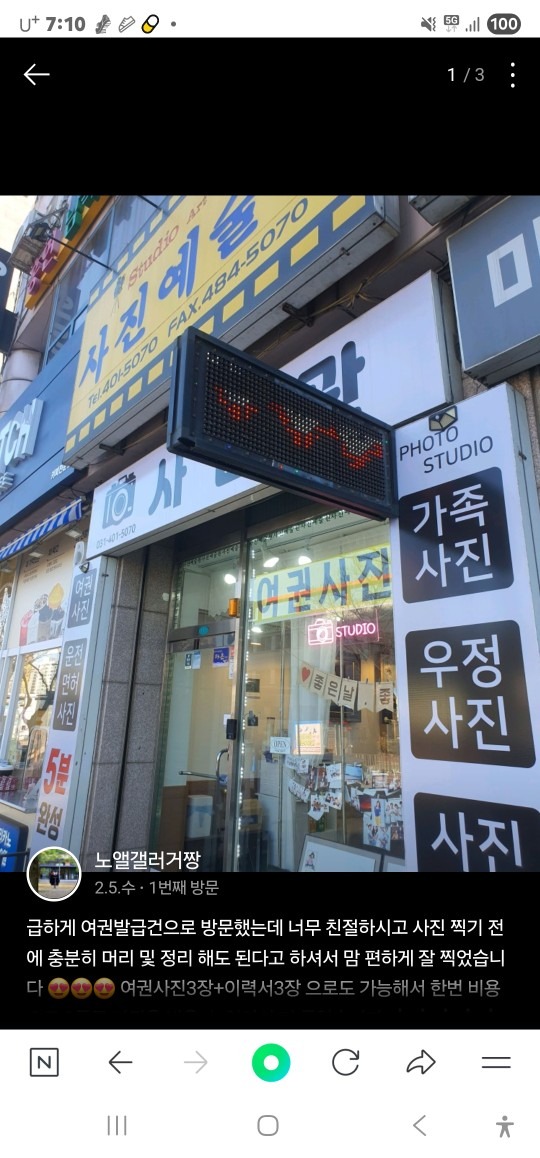 U+ 7:10
5G 100
1 / 3
Studio Art
사진예술
TEL.401-5070 FAX.484-5070
사
관
051-401-5070
PHOTO
STUDIO
가족
사진
우정
사진
사진
여권사진
STUDIO
OPEN
여권
사진
운전
면허
사진
5분
완성
노앨갤러거짱
2.5.수 · 1번째 방문
급하게 여권발급건으로 방문했는데 너무 친절하시고 사진 찍기 전
에 충분히 머리 및 정리 해도 된다고 하셔서 맘 편하게 잘 찍었습니
다 😍😍😍 여권사진3장+이력서3장 으로도 가능해서 한번 비용
N